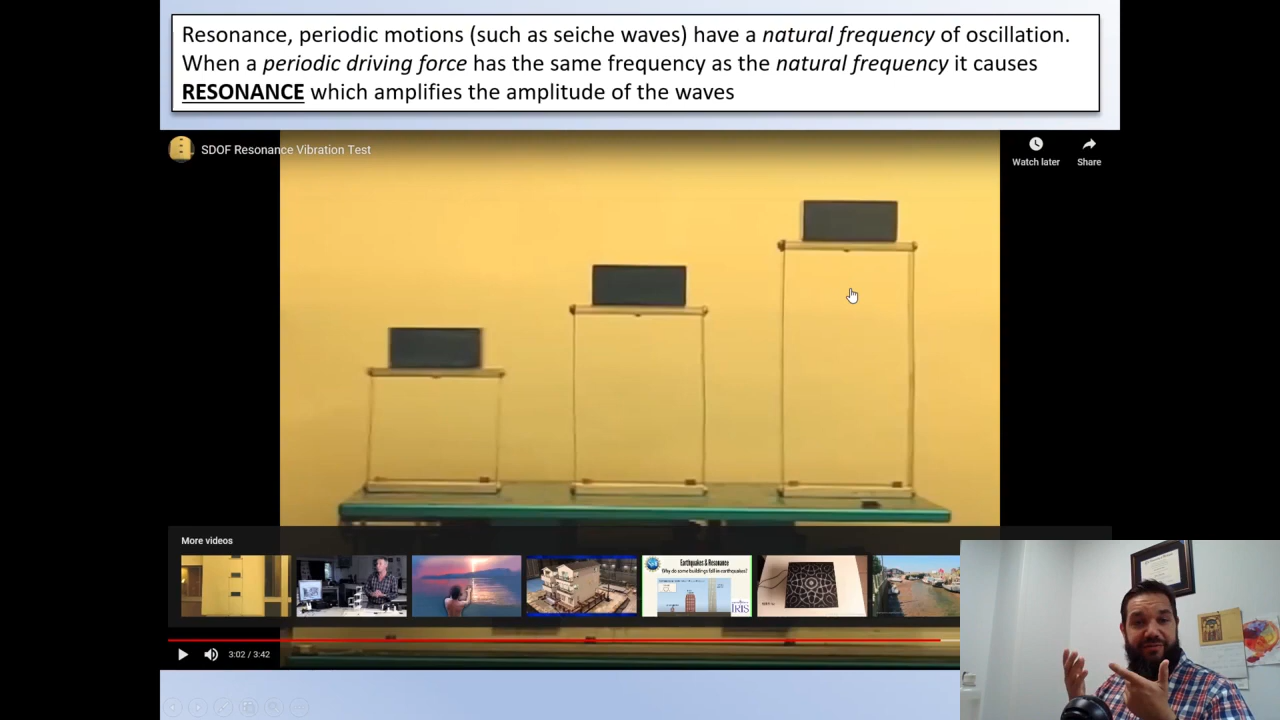 Resonance, periodic motions (such as seiche waves) have a natural frequency of oscillation.
When a periodic driving force has the same frequency as the natural frequency it causes
RESONANCE which amplifies the amplitude of the waves
SDOF Resonance Vibration Test
Watch later
Share
More videos
Earthquakes & Resonance
Why do some buildings fall in earthquakes?
IRIS
3:02 / 3:42